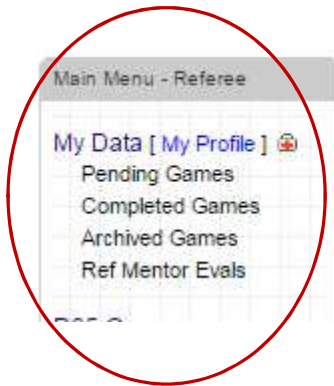 Main Menu - Referee
My Data [ My Profile ]
Pending Games
Completed Games
Archived Games
Ref Mentor Evals